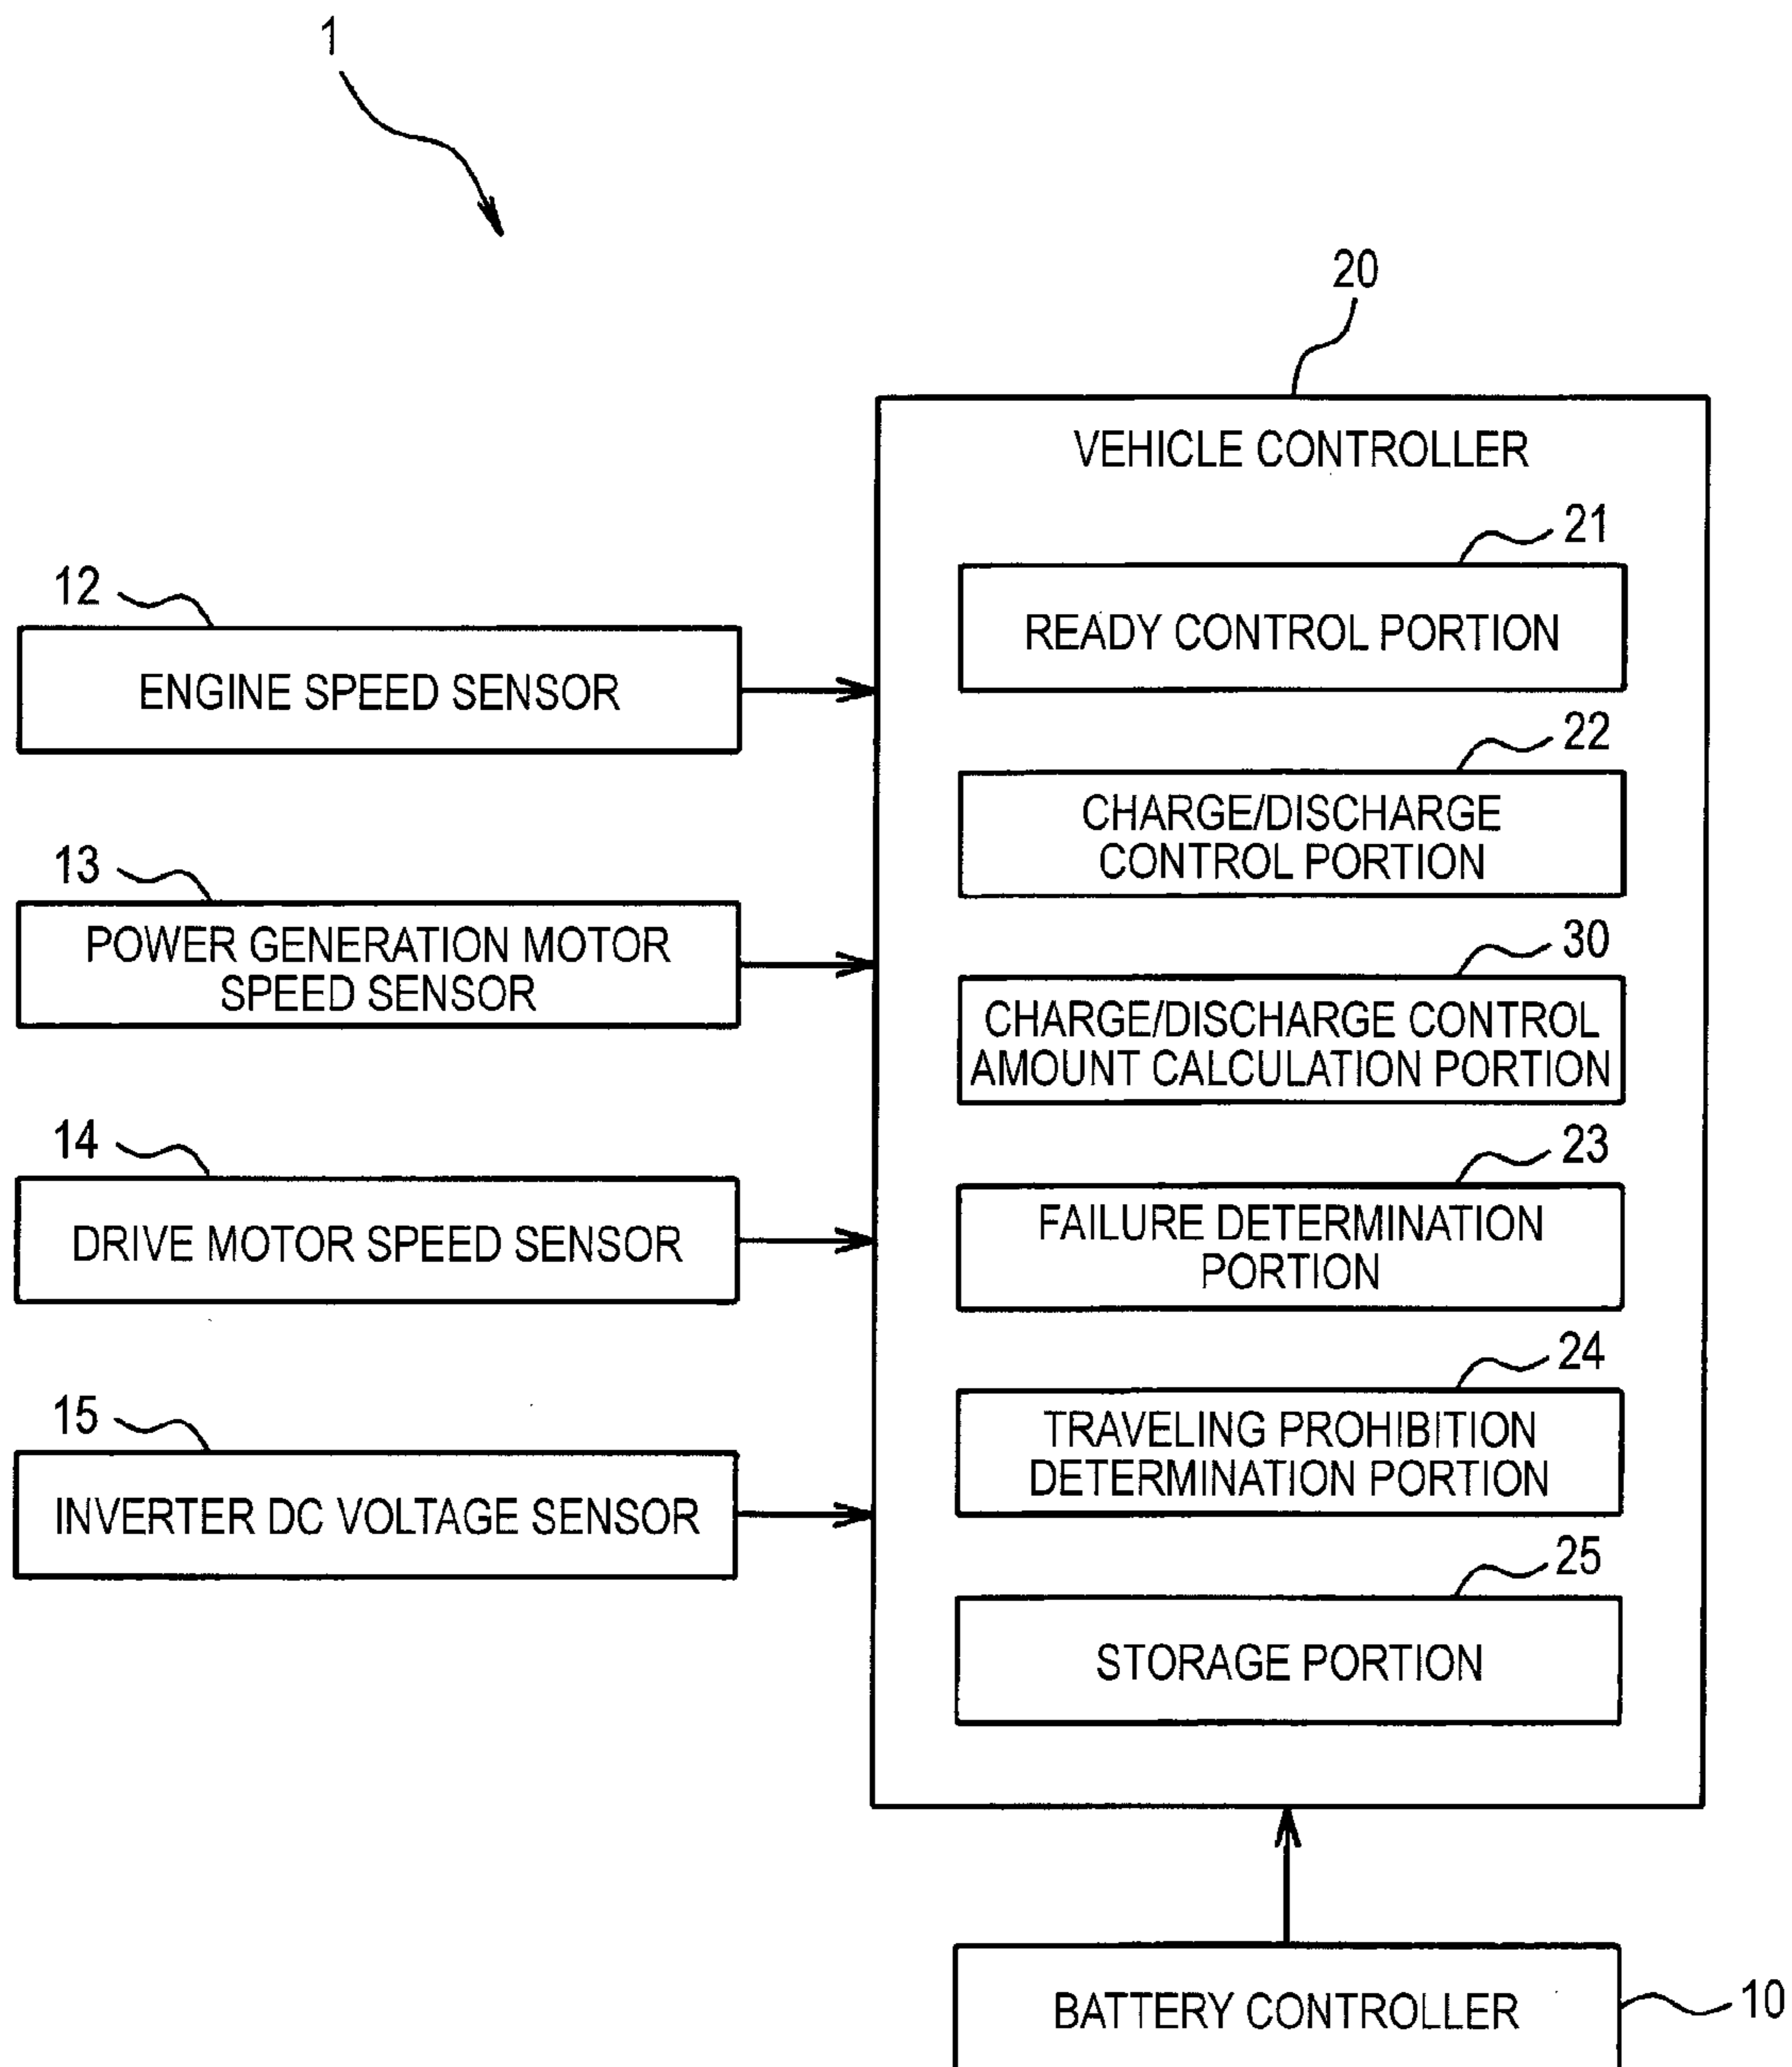 1
20
VEHICLE CONTROLLER
21
READY CONTROL PORTION
22
CHARGE/DISCHARGE
CONTROL PORTION
30
CHARGE/DISCHARGE CONTROL
AMOUNT CALCULATION PORTION
23
FAILURE DETERMINATION
PORTION
24
TRAVELING PROHIBITION
DETERMINATION PORTION
25
STORAGE PORTION
12
ENGINE SPEED SENSOR
13
POWER GENERATION MOTOR
SPEED SENSOR
14
DRIVE MOTOR SPEED SENSOR
15
INVERTER DC VOLTAGE SENSOR
BATTERY CONTROLLER
10